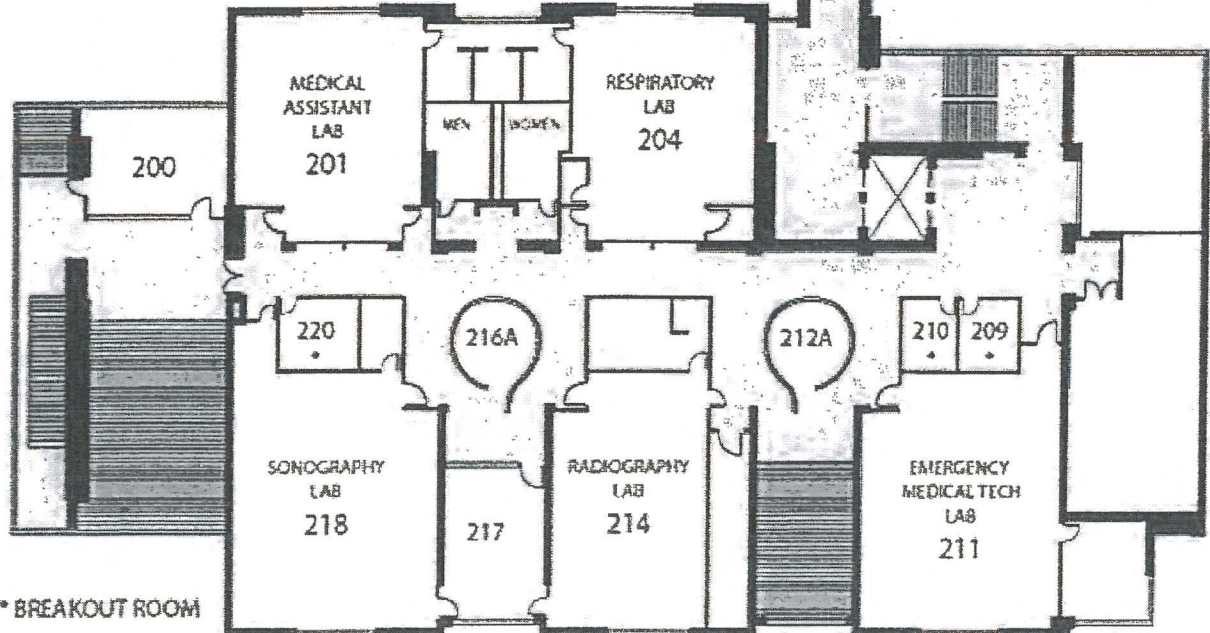 MEDICAL
ASSISTANT
LAB
201
MEN
WOMEN
RESPIRATORY
LAB
204
200
220
*
216A
212A
210
*
209
*
SONOGRAPHY
LAB
218
217
RADIOGRAPHY
LAB
214
EMERGENCY
MEDICAL TECH
LAB
211
* BREAKOUT ROOM